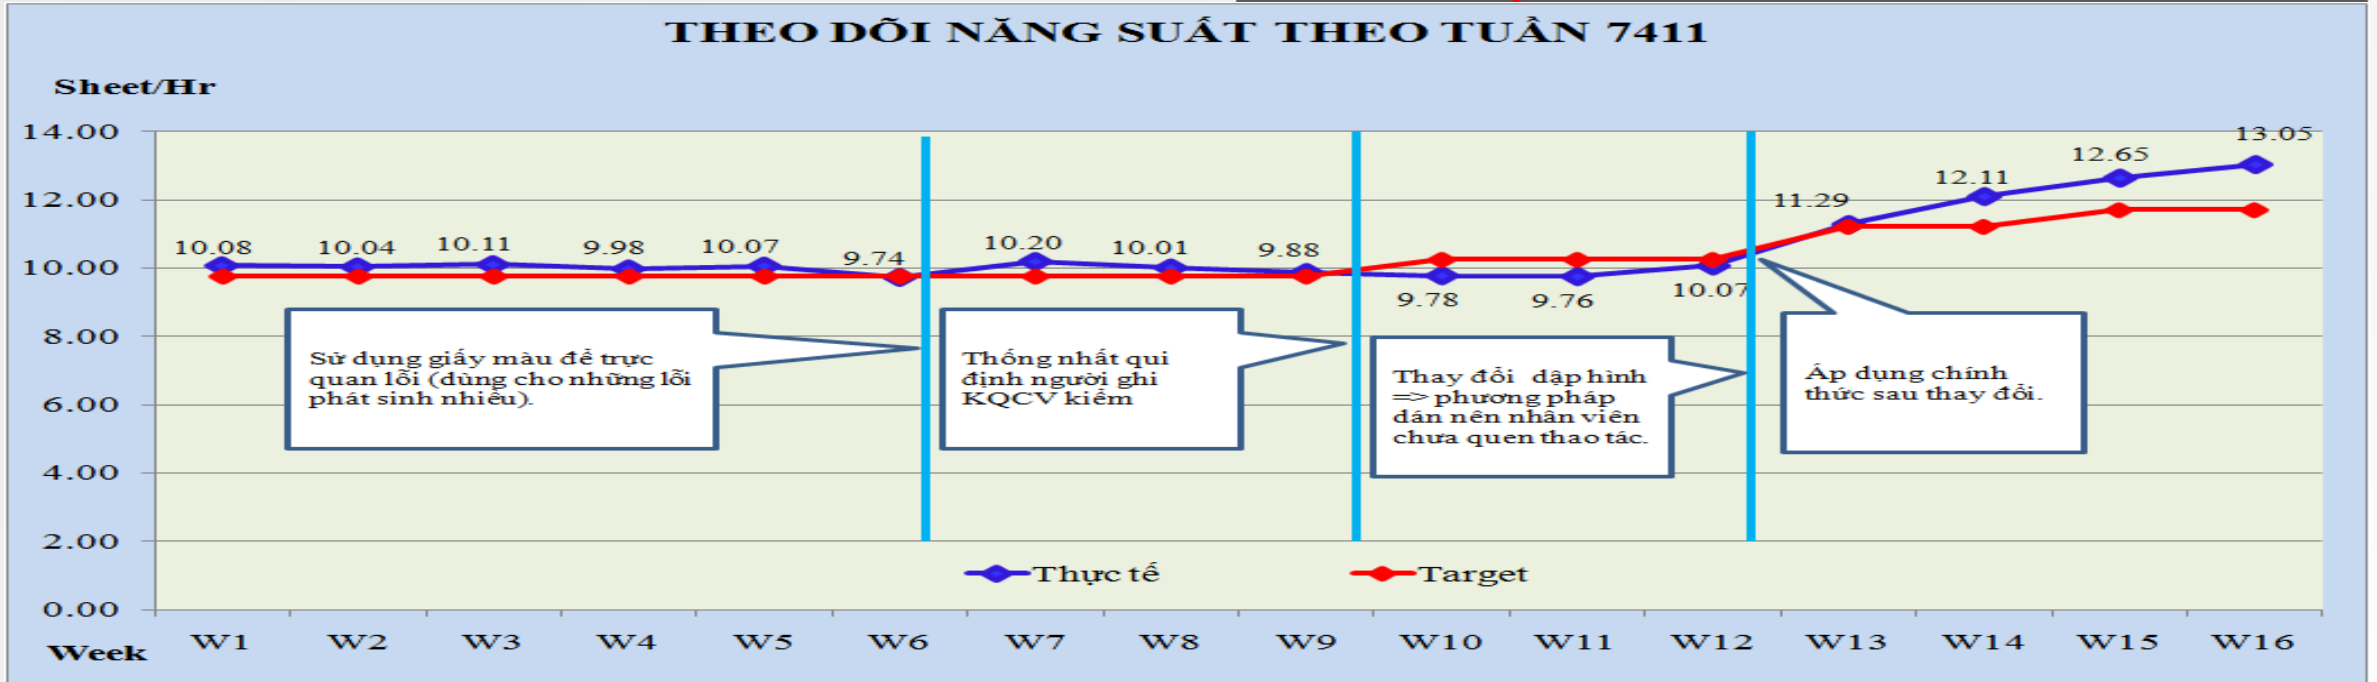 THEO DÕI NĂNG SUẤT THEO TUẦN 7411
Sheet/Hr
14.00
12.00
10.00
8.00
6.00
4.00
2.00
0.00
10.08
10.04
10.11
9.98
10.07
9.74
10.20
10.01
9.88
9.78
9.76
10.07
11.29
12.11
12.65
13.05
Sử dụng giấy màu để trực
quan lỗi (dùng cho những lỗi
phát sinh nhiều).
Thống nhất qui
định người ghi
KQCV kiểm
Thay đổi dập hình
=> phương pháp
dán nên nhân viên
chưa quen thao tác.
Áp dụng chính
thức sau thay đổi.
Thực tế
Target
Week
W1 W2 W3 W4 W5 W6 W7 W8 W9 W10 W11 W12 W13 W14 W15 W16